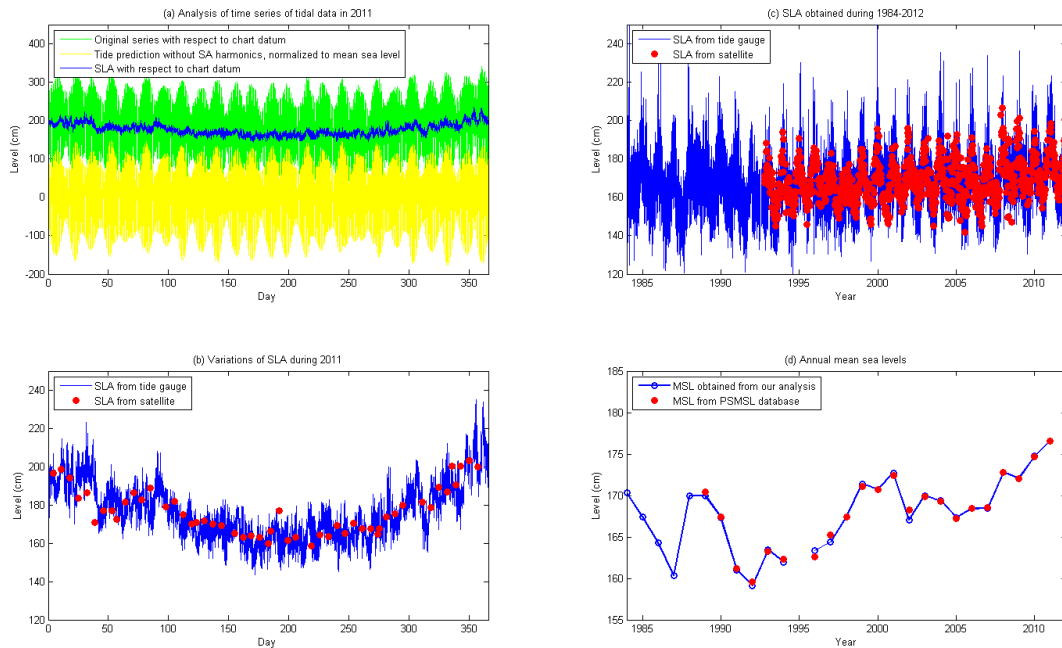 (a) Analysis of time series of tidal data in 2011
Original series with respect to chart datum
Tide prediction without SA harmonics, normalized to mean sea level
SLA with respect to chart datum
Level (cm)
400
300
200
100
0
-100
-200
0 50 100 150 200 250 300 350
Day
(c) SLA obtained during 1984-2012
SLA from tide gauge
SLA from satellite
Level (cm)
240
220
200
180
160
140
120
1985 1990 1995 2000 2005 2010
Year
(b) Variations of SLA during 2011
SLA from tide gauge
SLA from satellite
Level (cm)
260
240
220
200
180
160
140
120
0 50 100 150 200 250 300 350
Day
(d) Annual mean sea levels
MSL obtained from our analysis
MSL from PSMSL database
Level (cm)
185
180
175
170
165
160
155
1985 1990 1995 2000 2005 2010
Year